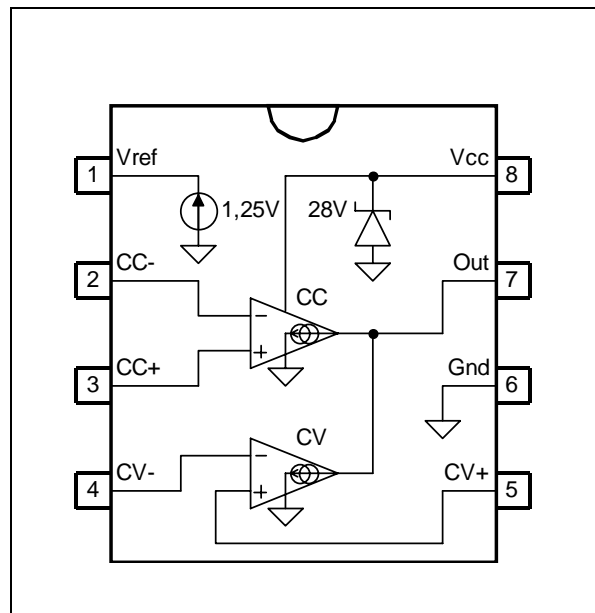 Vref
Vcc
1
1,25V
28V
8
CC-
Out
2
CC
7
−
+
CC+
Gnd
3
6
CV
CV-
−
CV+
4
+
5